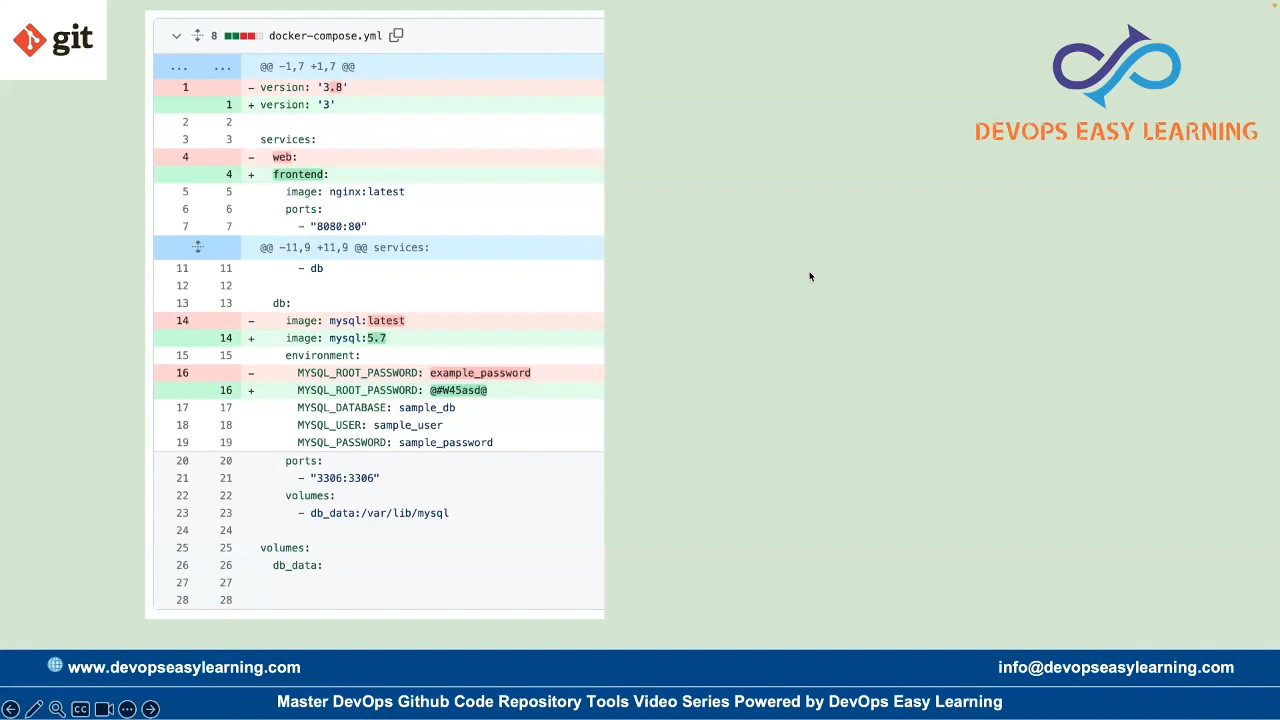 git
8 docker-compose.yml
... ... @@ -1,7 +1,7 @@
1 - version: '3.8'
1 + version: '3'
2 2
3 3 services:
4 - web:
4 + frontend:
5 5 image: nginx:latest
6 6 ports:
7 7 - "8080:80"
@@ -11,9 +11,9 @@ services:
11 11 - db
12 12
13 13 db:
14 - image: mysql:latest
14 + image: mysql:5.7
15 15 environment:
16 - MYSQL_ROOT_PASSWORD: example_password
16 + MYSQL_ROOT_PASSWORD: @#W45asd@
17 17 MYSQL_DATABASE: sample_db
18 18 MYSQL_USER: sample_user
19 19 MYSQL_PASSWORD: sample_password
20 20 ports:
21 21 - "3306:3306"
22 22 volumes:
23 23 - db_data:/var/lib/mysql
24 24
25 25 volumes:
26 26 db_data:
27 27
28 28
DEVOPS EASY LEARNING
www.devopseasylearning.com
info@devopseasylearning.com
Master DevOps Github Code Repository Tools Video Series Powered by DevOps Easy Learning
CC